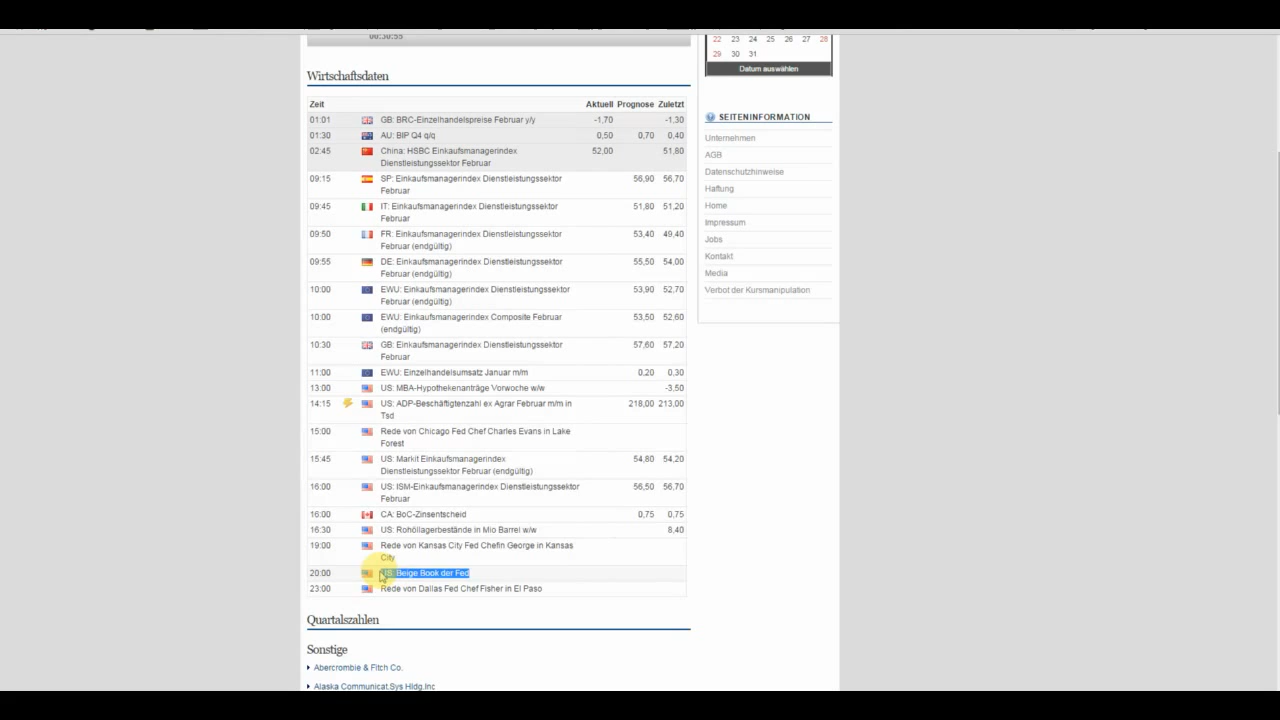 00:30:55
Wirtschaftsdaten
Zeit Aktuell Prognose Zuletzt
01:01 GB: BRC-Einzelhandelspreise Februar y/y -1,70 -1,30
01:30 AU: BIP Q4 q/q 0,50 0,70 0,40
02:45 China: HSBC Einkaufsmanagerindex 52,00 51,80
Dienstleistungssektor Februar
09:15 SP: Einkaufsmanagerindex Dienstleistungssektor 56,90 56,70
Februar
09:45 IT: Einkaufsmanagerindex Dienstleistungssektor 51,80 51,20
Februar
09:50 FR: Einkaufsmanagerindex Dienstleistungssektor 53,40 49,40
Februar (endgültig)
09:55 DE: Einkaufsmanagerindex Dienstleistungssektor 55,50 54,00
Februar (endgültig)
10:00 EWU: Einkaufsmanagerindex Dienstleistungssektor 53,90 52,70
Februar (endgültig)
10:00 EWU: Einkaufsmanagerindex Composite Februar 53,50 52,60
(endgültig)
10:30 GB: Einkaufsmanagerindex Dienstleistungssektor 57,60 57,20
Februar
11:00 EWU: Einzelhandelsumsatz Januar m/m 0,20 0,30
13:00 US: MBA-Hypothekenanträge Vorwoche w/w -3,50
14:15 US: ADP-Beschäftigtenzahl ex Agrar Februar m/m in 218,00 213,00
Tsd
15:00 Rede von Chicago Fed Chef Charles Evans in Lake
Forest
15:45 US: Markit Einkaufsmanagerindex 54,80 54,20
Dienstleistungssektor Februar (endgültig)
16:00 US: ISM-Einkaufsmanagerindex Dienstleistungssektor 56,50 56,70
Februar
16:00 CA: BoC-Zinsentscheid 0,75 0,75
16:30 US: Rohöllagerbestände in Mio Barrel w/w 8,40
19:00 Rede von Kansas City Fed Chefin George in Kansas
City
20:00 US: Beige Book der Fed
23:00 Rede von Dallas Fed Chef Fisher in El Paso
Quartalszahlen
Sonstige
Abercrombie & Fitch Co.
Alaska Communicat.Sys Hldg.Inc
22 23 24 25 26 27 28
29 30 31
Datum auswählen
SEITENINFORMATION
Unternehmen
AGB
Datenschutzhinweise
Haftung
Home
Impressum
Jobs
Kontakt
Media
Verbot der Kursmanipulation